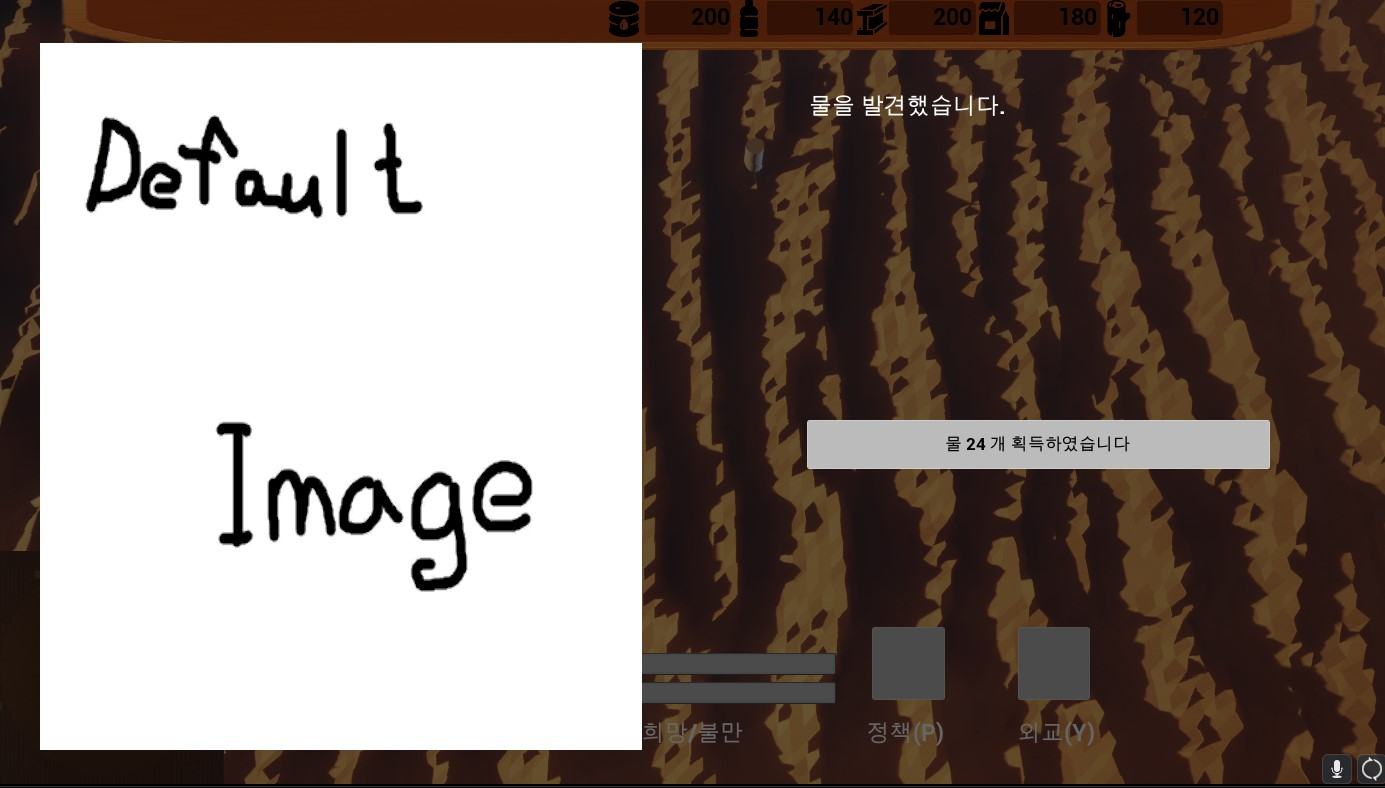 200 140 200 180 120
Default
Image
물을 발견했습니다.
물 24 개 획득하였습니다
희망/불만 정책(P) 외교(Y)